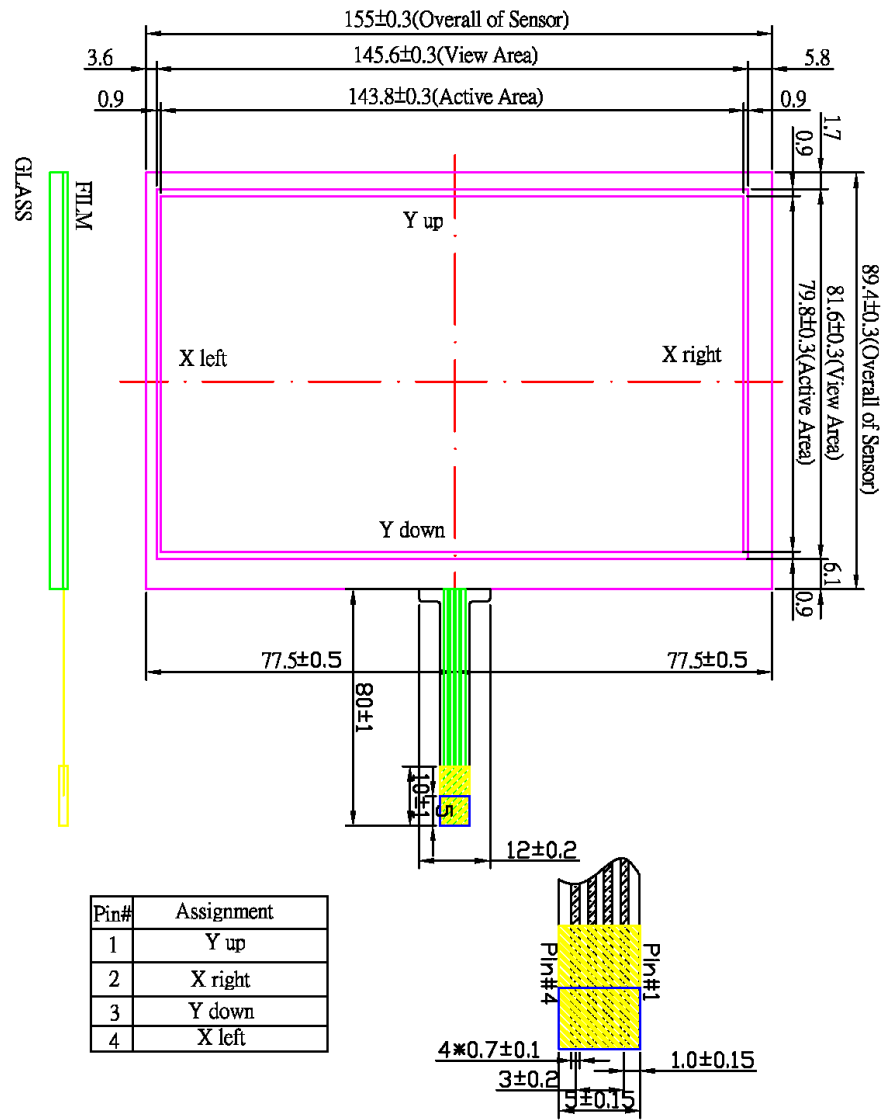 155±0.3(Overall of Sensor)
3.6
145.6±0.3(View Area)
5.8
0.9
143.8±0.3(Active Area)
0.9
1.7
0.9
GLASS
FILM
Y up
X left
X right
Y down
89.4±0.3(Overall of Sensor)
81.6±0.3(View Area)
79.8±0.3(Active Area)
6.1
0.9
77.5±0.5
77.5±0.5
80±1
10±1
5
12±0.2
Pin# Assignment
1 Y up
2 X right
3 Y down
4 X left
Pin#4
Pin#1
4*0.7±0.1
1.0±0.15
3±0.2
5±0.15